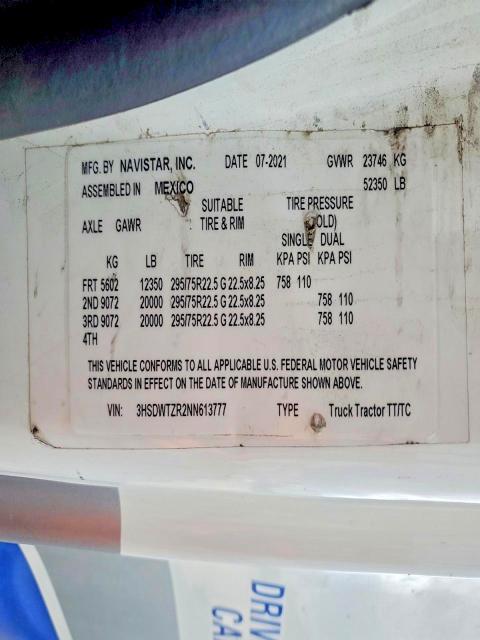 MFG. BY NAVISTAR, INC. DATE 07-2021 GVWR 23746 KG
ASSEMBLED IN MEXICO 52350 LB
SUITABLE TIRE PRESSURE
AXLE GAWR : TIRE & RIM (COLD)
SINGLE DUAL
KG LB TIRE RIM KPA PSI KPA PSI
FRT 5602 12350 295/75R22.5 G 22.5x8.25 758 110
2ND 9072 20000 295/75R22.5 G 22.5x8.25 758 110
3RD 9072 20000 295/75R22.5 G 22.5x8.25 758 110
4TH
THIS VEHICLE CONFORMS TO ALL APPLICABLE U.S. FEDERAL MOTOR VEHICLE SAFETY
STANDARDS IN EFFECT ON THE DATE OF MANUFACTURE SHOWN ABOVE.
VIN: 3HSDWTZR2NN613777 TYPE Truck Tractor TT/TC
DRIV
CA